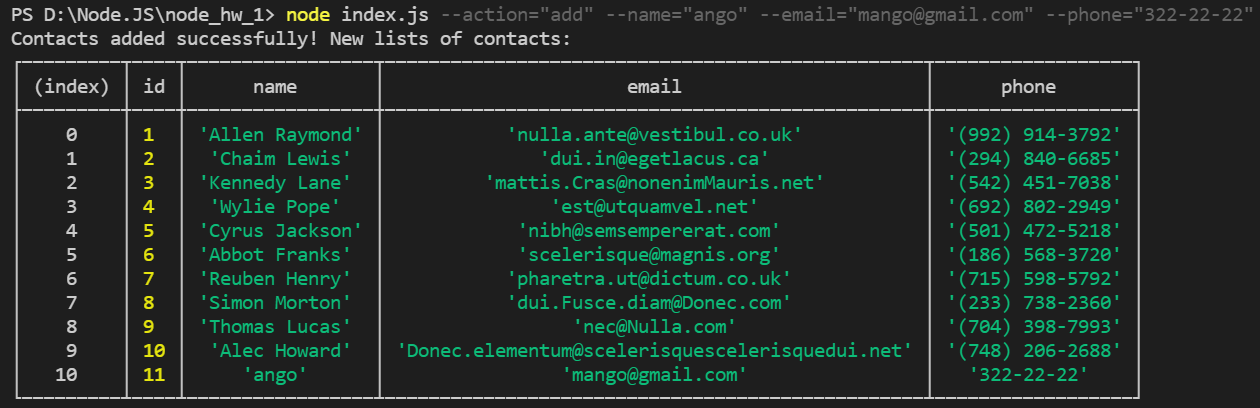 PS D:\Node.JS\node_hw_1> node index.js --action="add" --name="ango" --email="mango@gmail.com" --phone="322-22-22"
Contacts added successfully! New lists of contacts:
(index) id name email phone
0 1 'Allen Raymond' 'nulla.ante@vestibul.co.uk' '(992) 914-3792'
1 2 'Chaim Lewis' 'dui.in@egetlacus.ca' '(294) 840-6685'
2 3 'Kennedy Lane' 'mattis.Cras@nonenimMauris.net' '(542) 451-7038'
3 4 'Wylie Pope' 'est@utquamvel.net' '(692) 802-2949'
4 5 'Cyrus Jackson' 'nibh@semsempererat.com' '(501) 472-5218'
5 6 'Abbot Franks' 'scelerisque@magnis.org' '(186) 568-3720'
6 7 'Reuben Henry' 'pharetra.ut@dictum.co.uk' '(715) 598-5792'
7 8 'Simon Morton' 'dui.Fusce.diam@Donec.com' '(233) 738-2360'
8 9 'Thomas Lucas' 'nec@Nulla.com' '(704) 398-7993'
9 10 'Alec Howard' 'Donec.elementum@scelerisquescelerisquedui.net' '(748) 206-2688'
10 11 'ango' 'mango@gmail.com' '322-22-22'